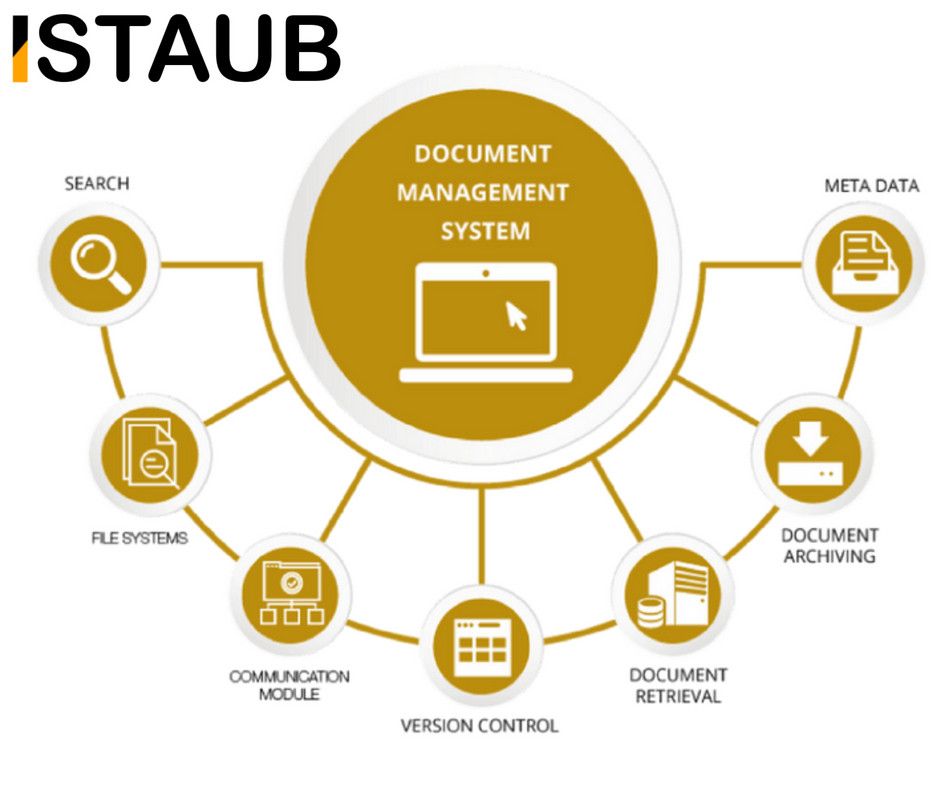 ISTAUB
DOCUMENT
MANAGEMENT
SYSTEM
SEARCH
META DATA
FILE SYSTEMS
DOCUMENT
ARCHIVING
COMMUNICATION
MODULE
DOCUMENT
RETRIEVAL
VERSION CONTROL